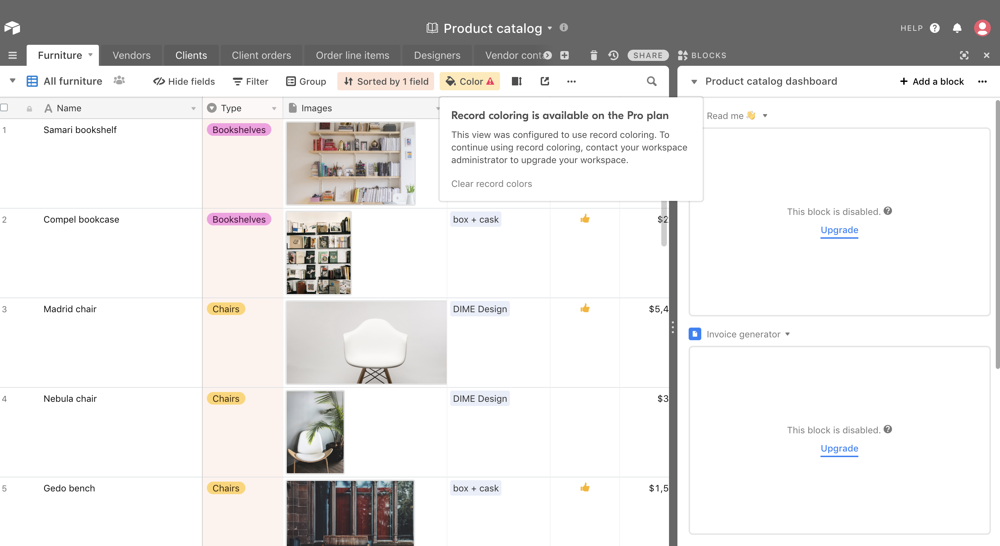 Product catalog
HELP
Furniture
Vendors
Clients
Client orders
Order line items
Designers
Vendor conta
SHARE
BLOCKS
All furniture
Hide fields
Filter
Group
Sorted by 1 field
Color
Product catalog dashboard
+ Add a block
Name
Type
Images
Record coloring is available on the Pro plan
This view was configured to use record coloring. To
continue using record coloring, contact your workspace
administrator to upgrade your workspace.
Clear record colors
Read me 👋
1
Samari bookshelf
Bookshelves
2
Compel bookcase
Bookshelves
box + cask
$2
This block is disabled.
Upgrade
3
Madrid chair
Chairs
DIME Design
$5,4
Invoice generator
4
Nebula chair
Chairs
DIME Design
$3
This block is disabled.
Upgrade
5
Gedo bench
Chairs
box + cask
$1,5